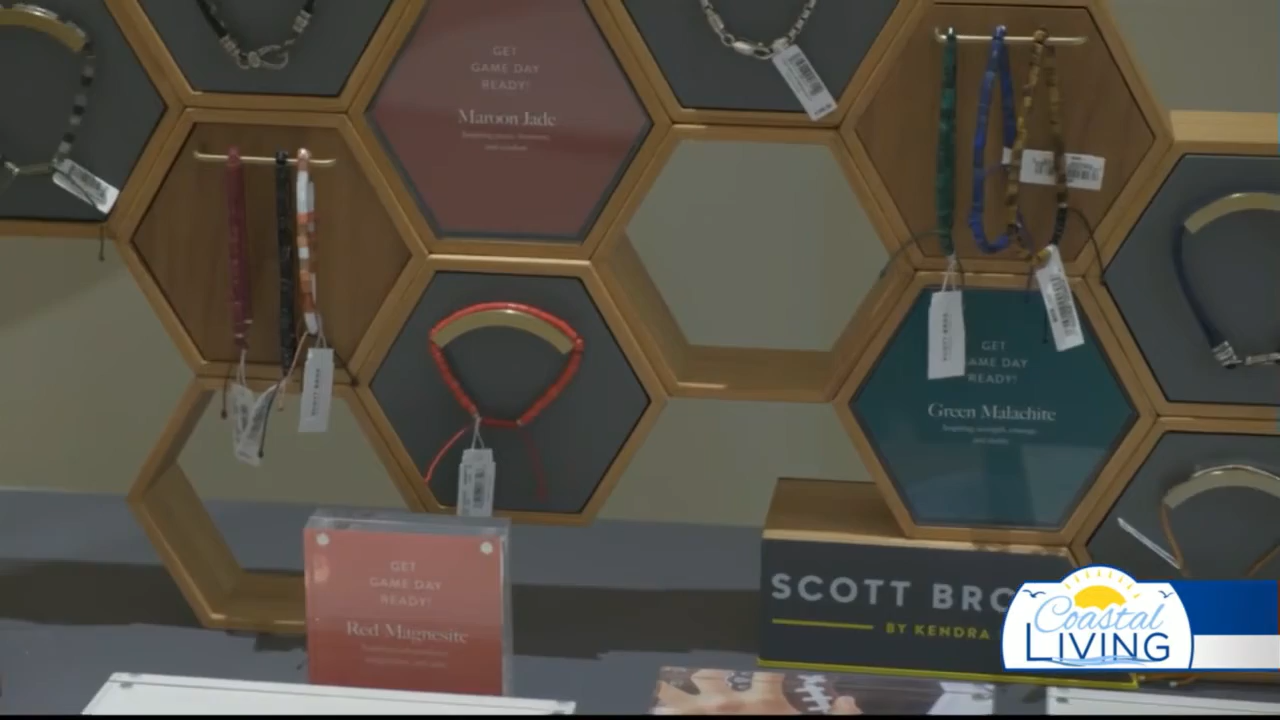 GET
GAME DAY
READY!
Maroon Jade
GET
GAME DAY
READY!
Green Malachite
GET
GAME DAY
READY!
Red Magnesite
SCOTT BRO
BY KENDRA
Coastal
LIVING